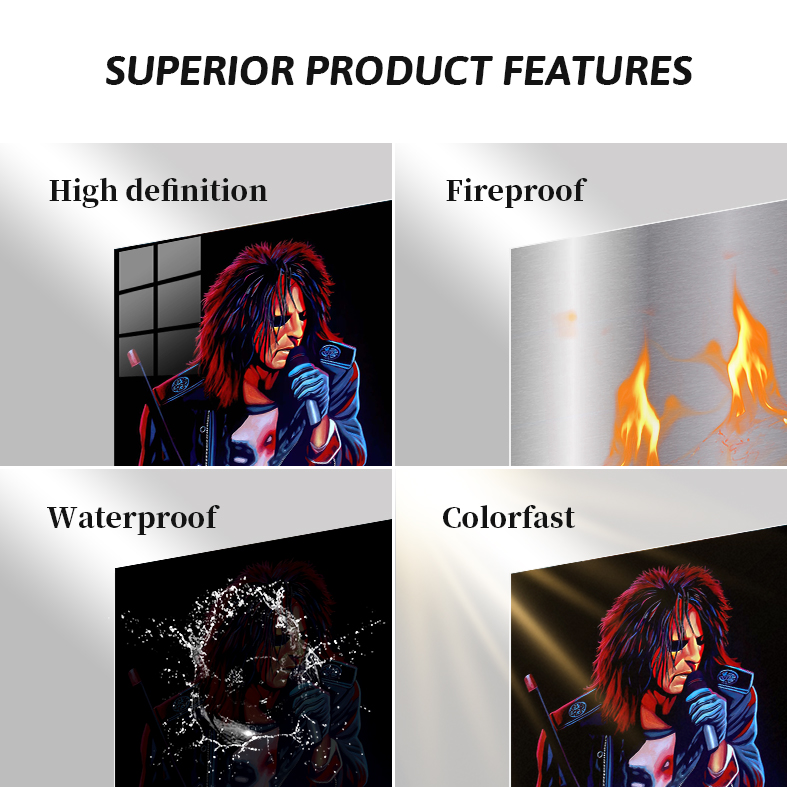 SUPERIOR PRODUCT FEATURES
High definition
Fireproof
Waterproof
Colorfast